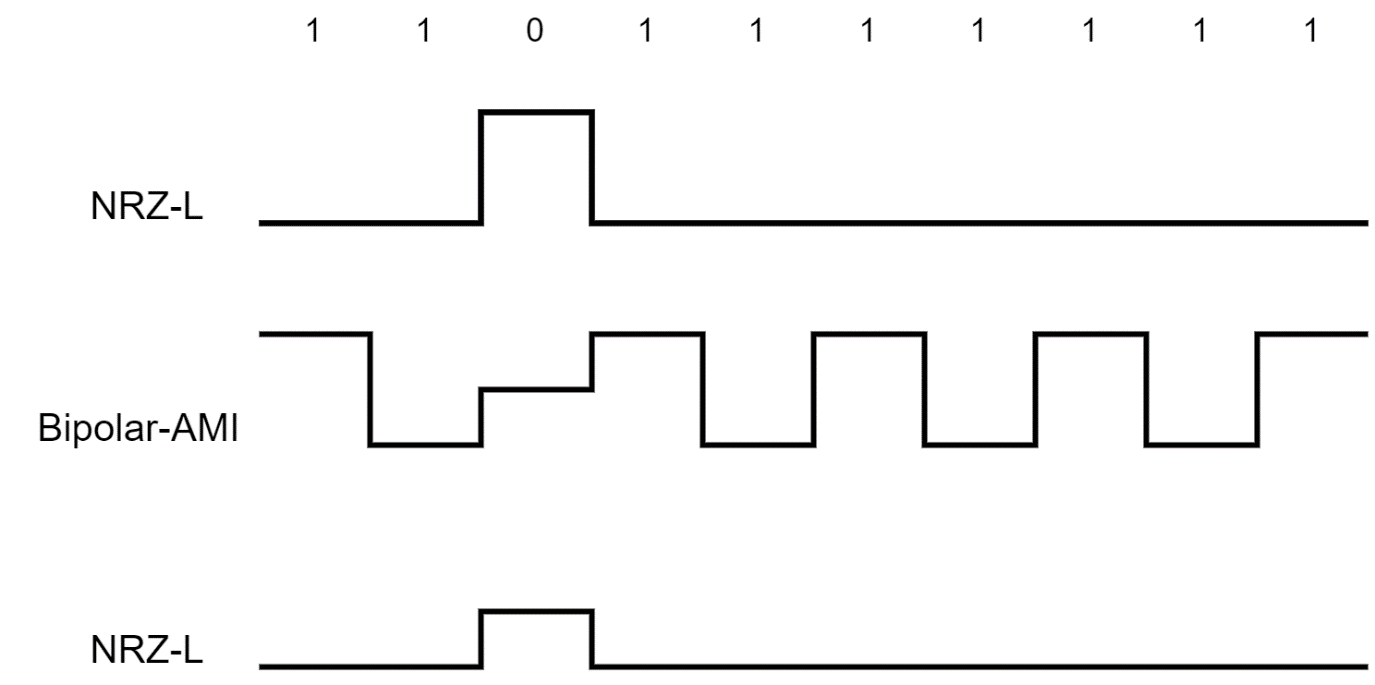 1 1 0 1 1 1 1 1 1 1
NRZ-L
Bipolar-AMI
NRZ-L